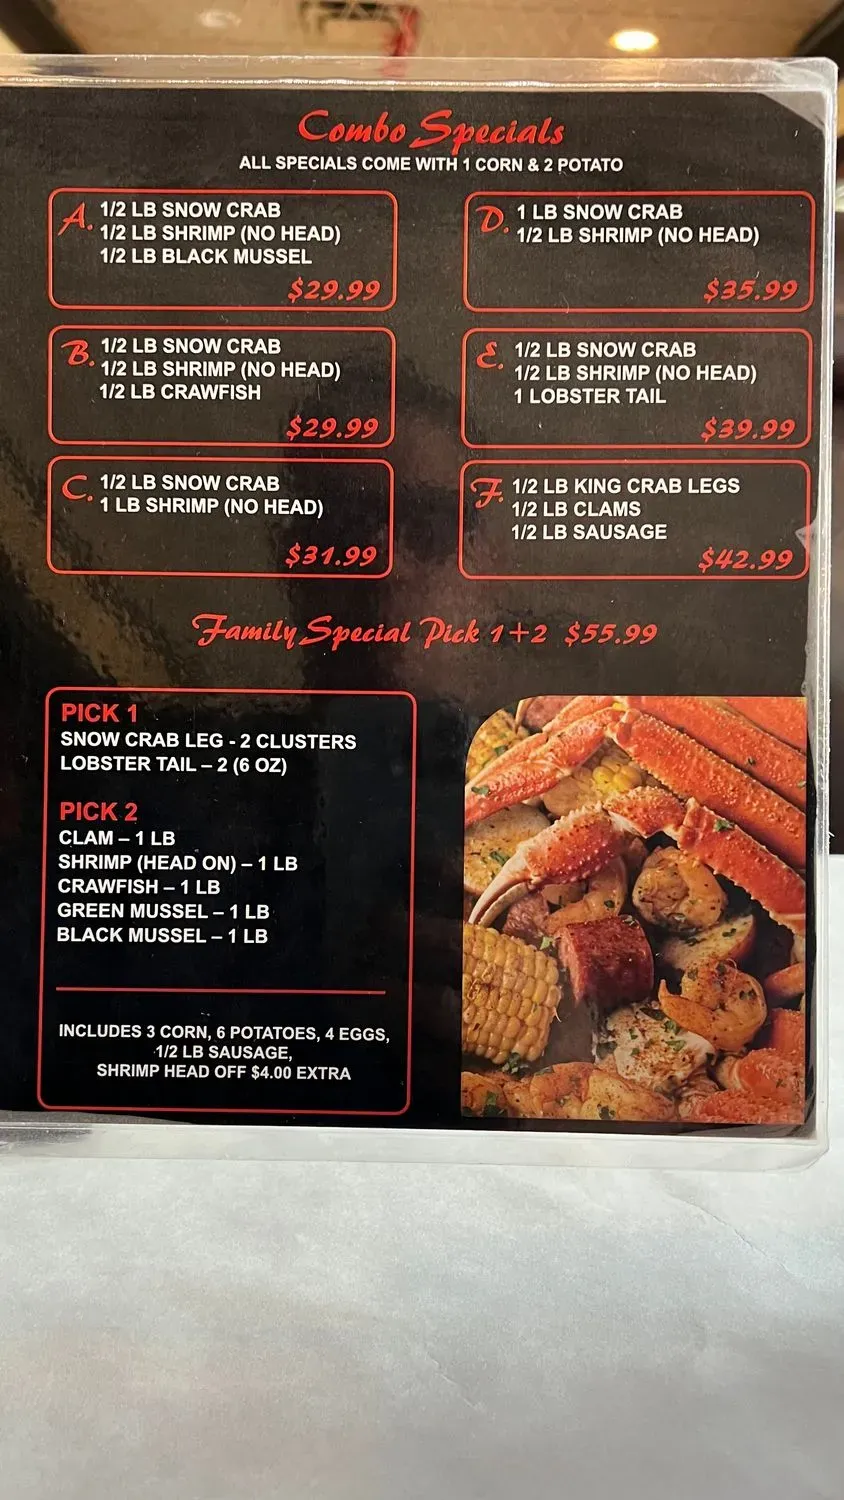 Combo Specials
ALL SPECIALS COME WITH 1 CORN & 2 POTATO
A. 1/2 LB SNOW CRAB
1/2 LB SHRIMP (NO HEAD)
1/2 LB BLACK MUSSEL
$29.99
B. 1/2 LB SNOW CRAB
1/2 LB SHRIMP (NO HEAD)
1/2 LB CRAWFISH
$29.99
C. 1/2 LB SNOW CRAB
1 LB SHRIMP (NO HEAD)
$31.99
D. 1 LB SNOW CRAB
1/2 LB SHRIMP (NO HEAD)
$35.99
E. 1/2 LB SNOW CRAB
1/2 LB SHRIMP (NO HEAD)
1 LOBSTER TAIL
$39.99
F. 1/2 LB KING CRAB LEGS
1/2 LB CLAMS
1/2 LB SAUSAGE
$42.99
Family Special Pick 1+2 $55.99
PICK 1
SNOW CRAB LEG - 2 CLUSTERS
LOBSTER TAIL – 2 (6 OZ)
PICK 2
CLAM – 1 LB
SHRIMP (HEAD ON) – 1 LB
CRAWFISH – 1 LB
GREEN MUSSEL – 1 LB
BLACK MUSSEL – 1 LB
INCLUDES 3 CORN, 6 POTATOES, 4 EGGS,
1/2 LB SAUSAGE,
SHRIMP HEAD OFF $4.00 EXTRA